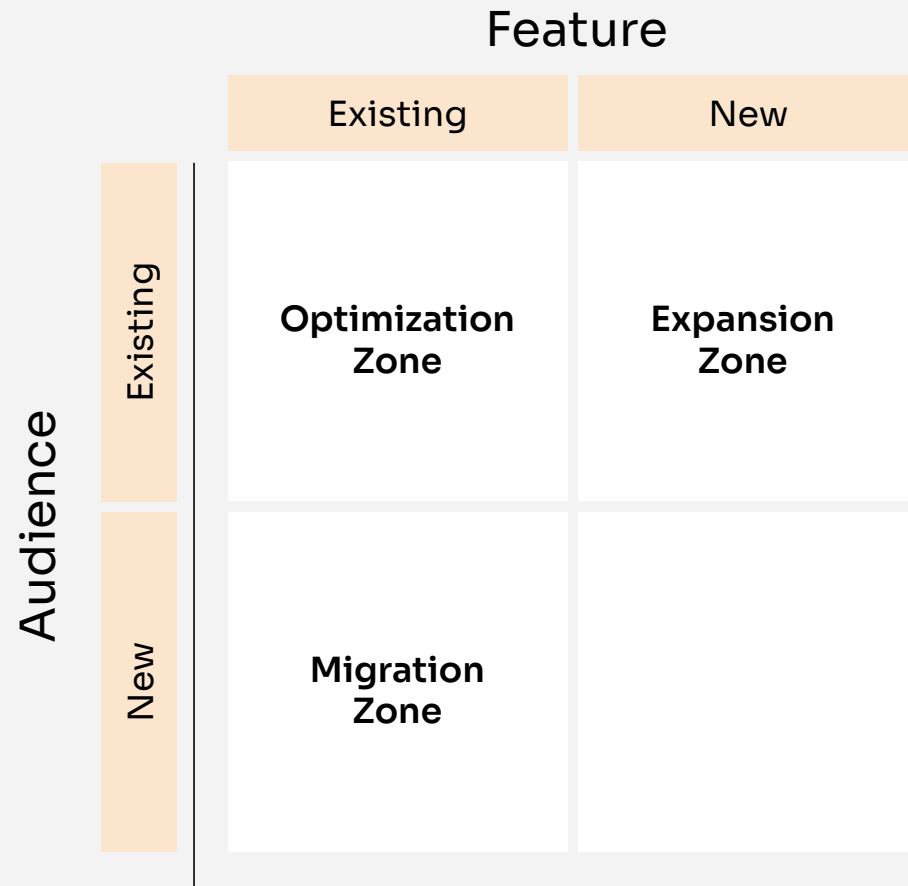 Feature
Existing
New
Audience
Existing
Optimization
Zone
Expansion
Zone
New
Migration
Zone